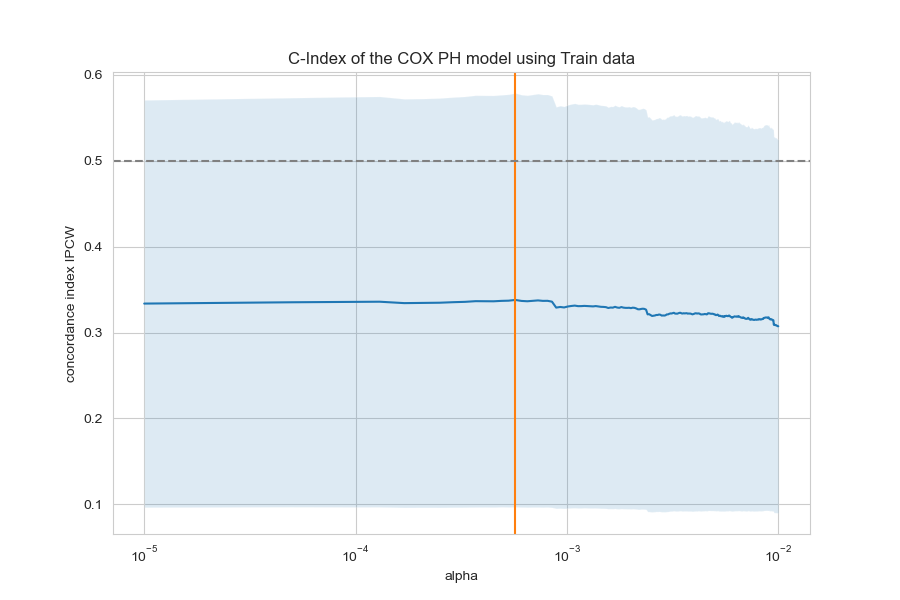 C-Index of the COX PH model using Train data
concordance index IPCW
0.6
0.5
0.4
0.3
0.2
0.1
10⁻⁵ 10⁻⁴ 10⁻³ 10⁻²
alpha